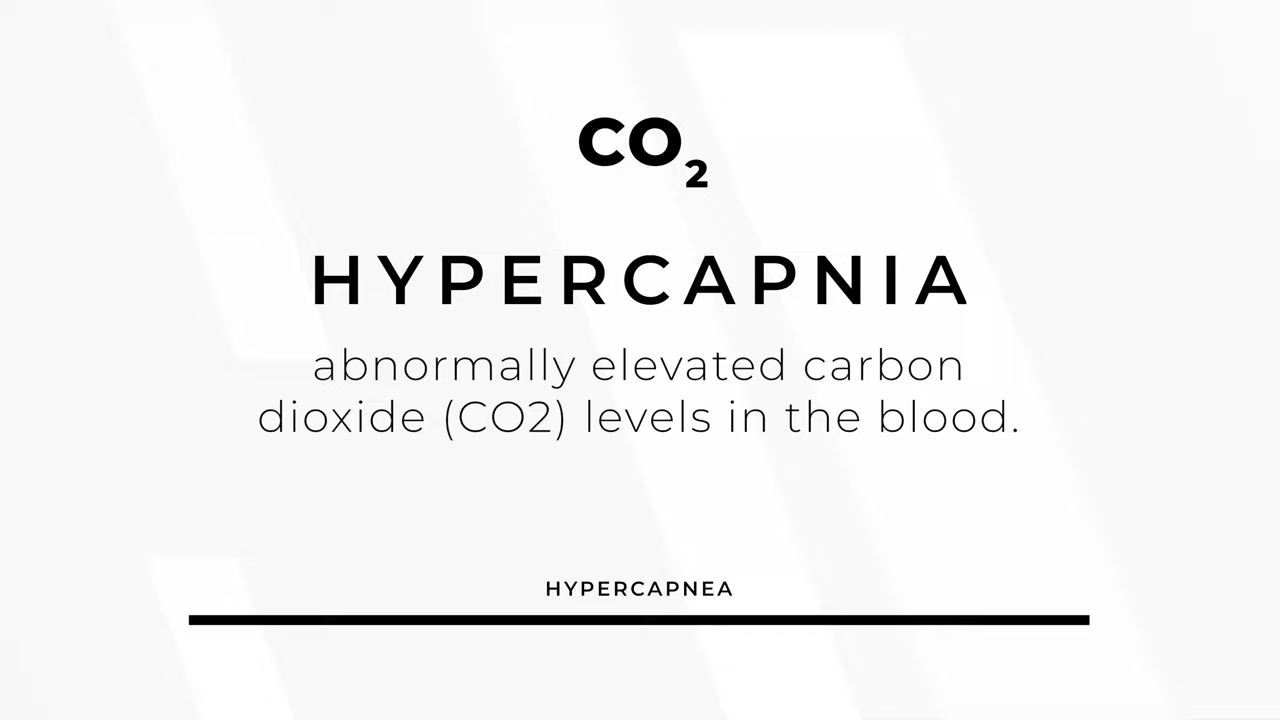 CO₂
HYPERCAPNIA
abnormally elevated carbon
dioxide (CO2) levels in the blood.
HYPERCAPNEA